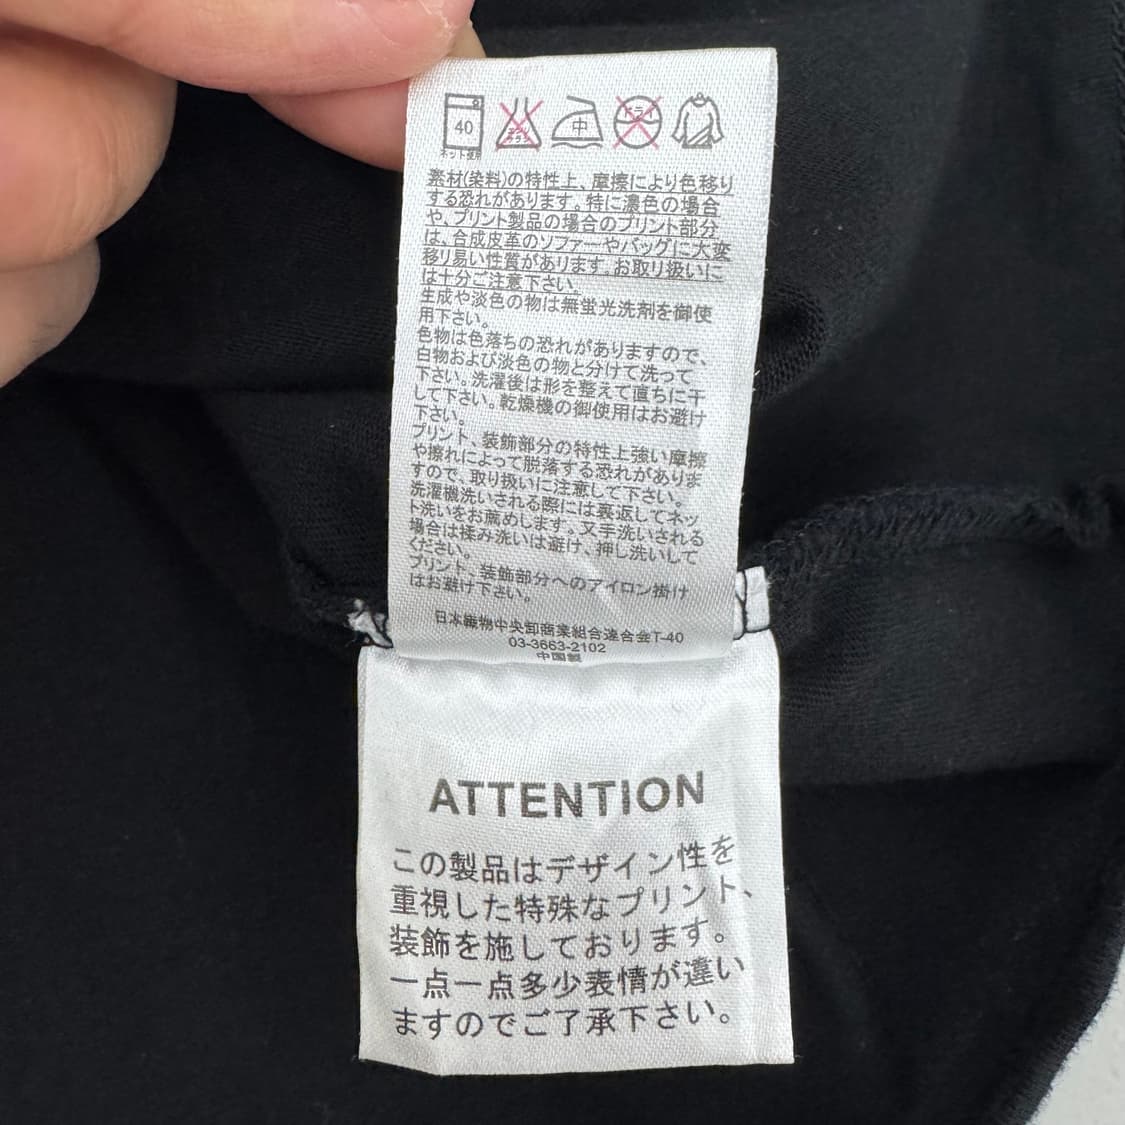 40
ネット使用
エンソ
サラシ
中
ドライ
素材(染料)の特性上、摩擦により色移り
する恐れがあります。特に濃色の場合
や、プリント製品の場合のプリント部分
は、合成皮革のソファーやバッグに大変
移り易い性質があります。お取り扱いに
は十分ご注意下さい。
生成や淡色の物は無蛍光洗剤を御使
用下さい。
色物は色落ちの恐れがありますので、
白物および淡色の物と分けて洗って
下さい。洗濯後は形を整えて直ちに干
して下さい。乾燥機の御使用はお避け
下さい。
プリント、装飾部分の特性上強い摩擦
や擦れによって脱落する恐れがありま
すので、取り扱いに注意して下さい。
洗濯機洗いされる際には裏返してネッ
ト洗いをお薦めします。又手洗いされる
場合は揉み洗いは避け、押し洗いして
ください。
プリント、装飾部分へのアイロン掛け
はお避け下さい。
日本織物中央卸商業組合連合会T-40
03-3663-2102
中国製
ATTENTION
この製品はデザイン性を
重視した特殊なプリント、
装飾を施しております。
一点一点多少表情が違い
ますのでご了承下さい。